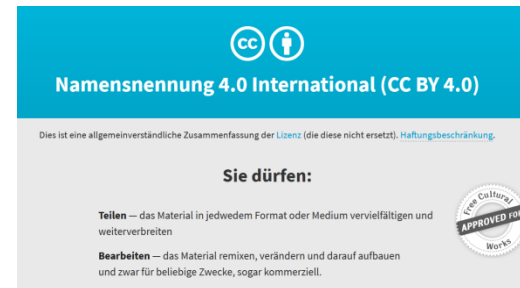 cc
Namensnennung 4.0 International (CC BY 4.0)
Dies ist eine allgemeinverständliche Zusammenfassung der Lizenz (die diese nicht ersetzt). Haftungsbeschränkung.
Sie dürfen:
Teilen — das Material in jedwedem Format oder Medium vervielfältigen und
weiterverbreiten
Bearbeiten — das Material remixen, verändern und darauf aufbauen
und zwar für beliebige Zwecke, sogar kommerziell.
Free Cultural
APPROVED FOR
Works